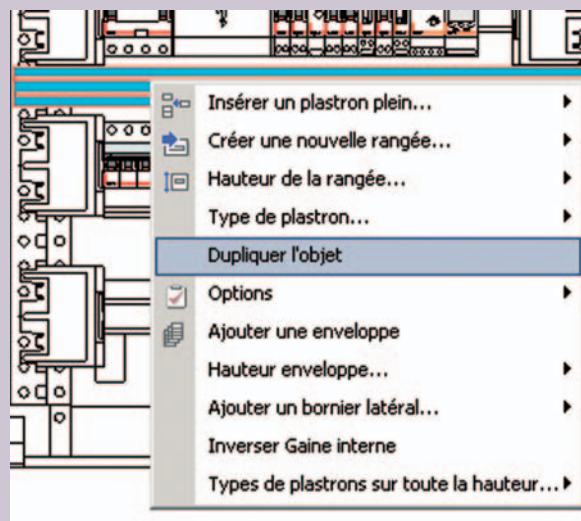 Insérer un plastron plein...
Créer une nouvelle rangée...
Hauteur de la rangée...
Type de plastron...
Dupliquer l'objet
Options
Ajouter une enveloppe
Hauteur enveloppe...
Ajouter un bornier latéral...
Inverser Gaine interne
Types de plastrons sur toute la hauteur...